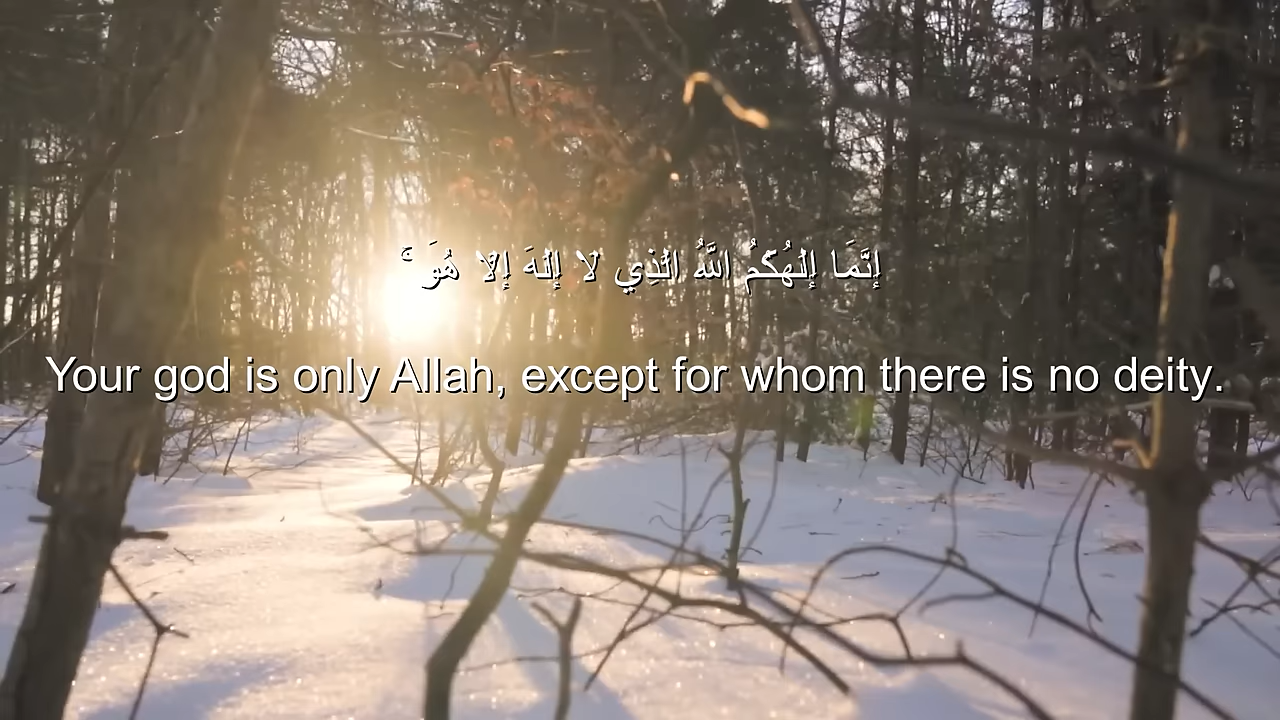 إِنَّمَا إِلَٰهُكُمُ اللَّهُ الَّذِي لَا إِلَٰهَ إِلَّا هُوَ ۚ
Your god is only Allah, except for whom there is no deity.